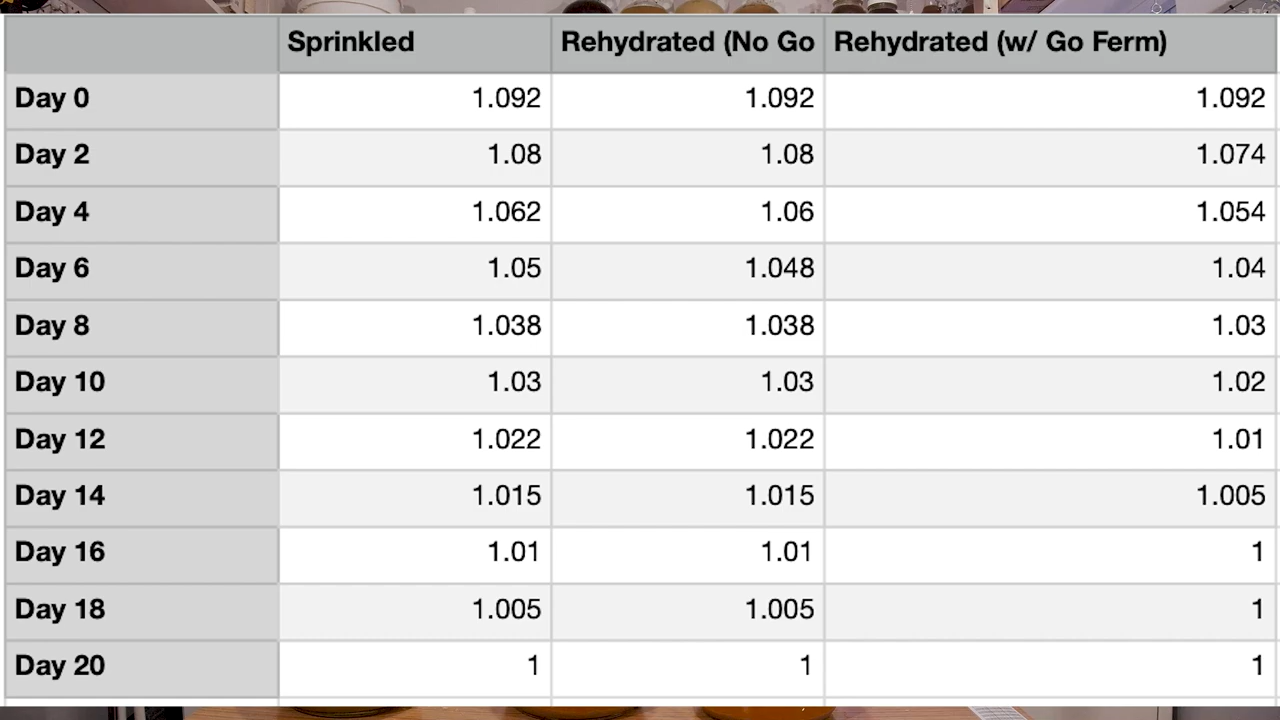 Sprinkled Rehydrated (No Go Rehydrated (w/ Go Ferm)
Day 0 1.092 1.092 1.092
Day 2 1.08 1.08 1.074
Day 4 1.062 1.06 1.054
Day 6 1.05 1.048 1.04
Day 8 1.038 1.038 1.03
Day 10 1.03 1.03 1.02
Day 12 1.022 1.022 1.01
Day 14 1.015 1.015 1.005
Day 16 1.01 1.01 1
Day 18 1.005 1.005 1
Day 20 1 1 1